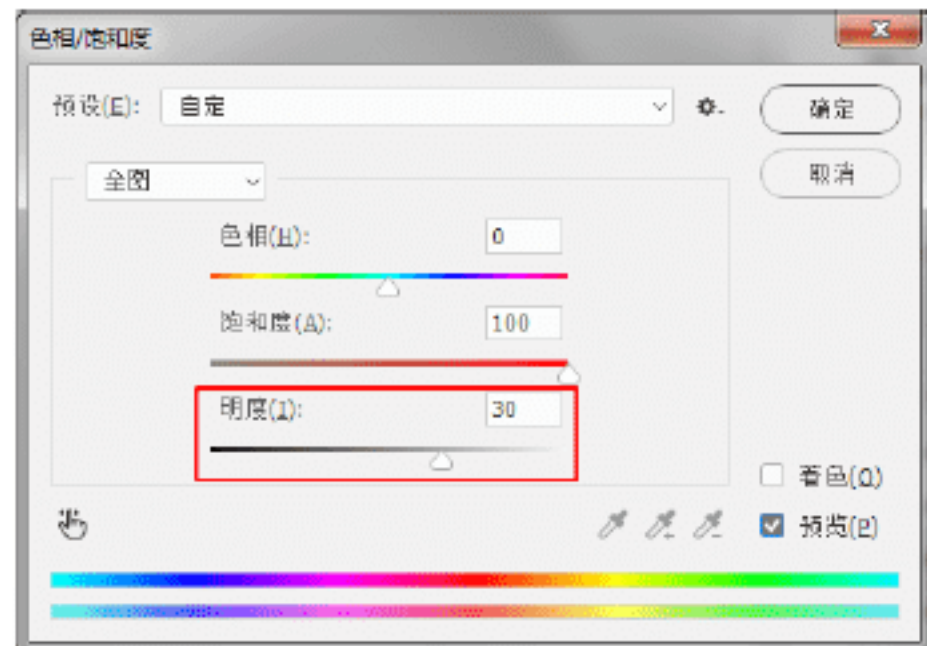 色相/饱和度
预设(E): 自定
确定
取消
全图
色相(H): 0
饱和度(A): 100
明度(I): 30
着色(O)
预览(P)